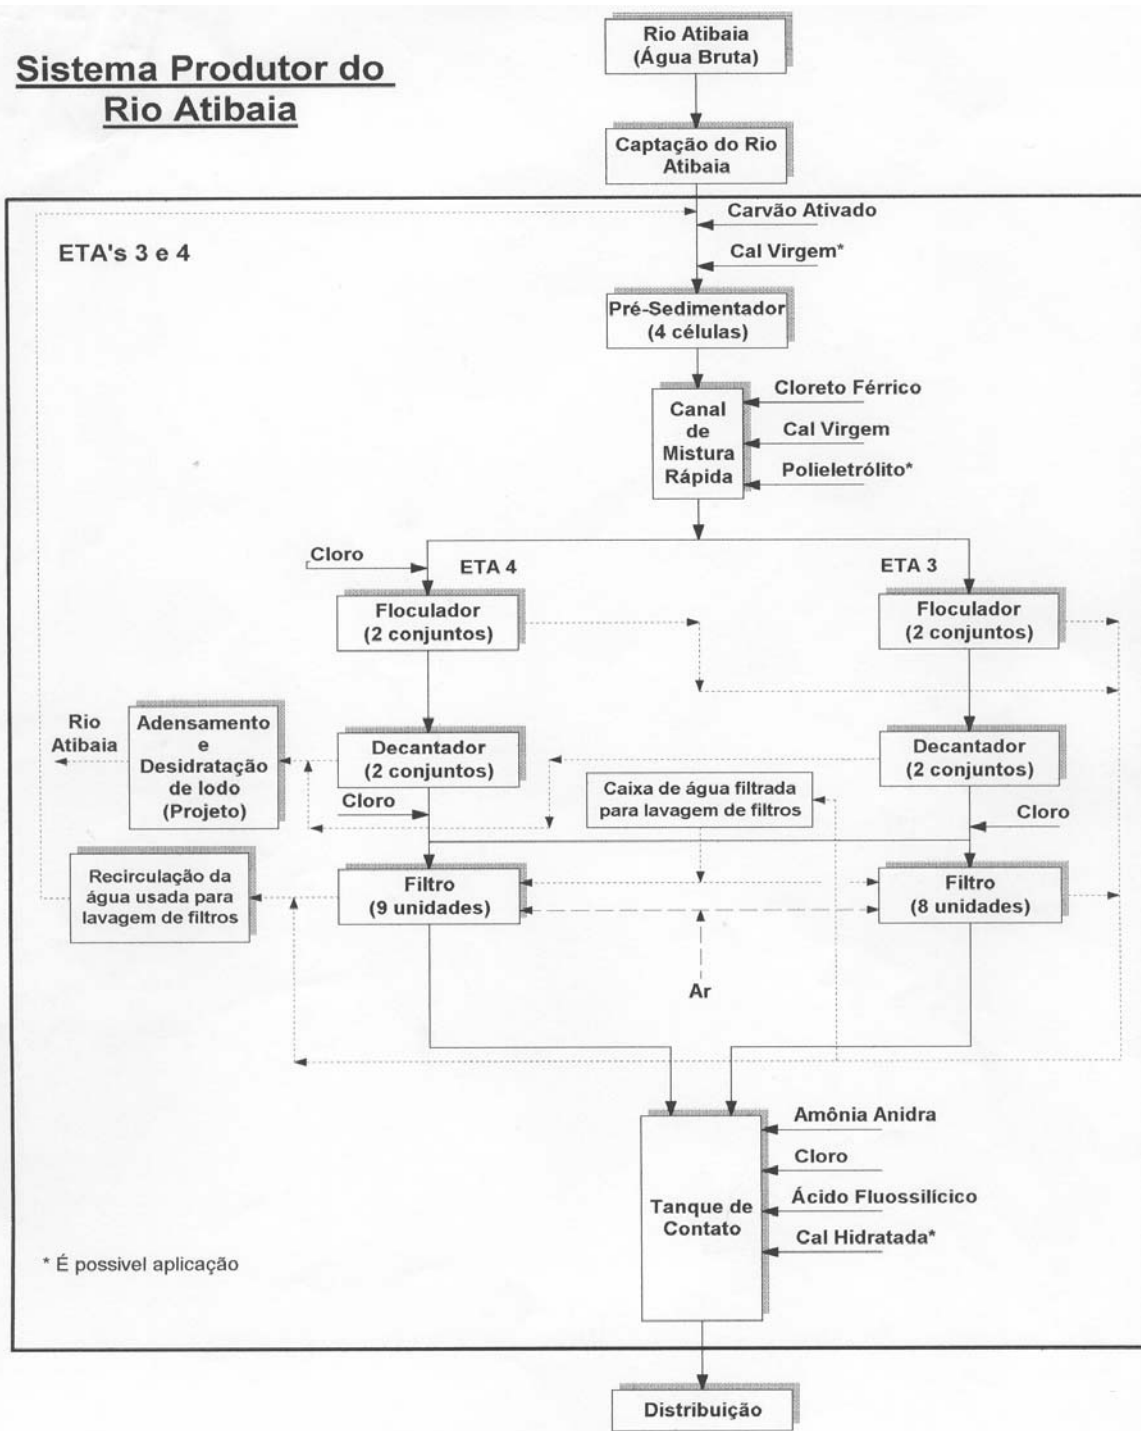 Sistema Produtor do
Rio Atibaia
Rio Atibaia
(Água Bruta)
Captação do Rio
Atibaia
ETA's 3 e 4
Carvão Ativado
Cal Virgem*
Pré-Sedimentador
(4 células)
Canal
de
Mistura
Rápida
Cloreto Férrico
Cal Virgem
Polieletrólito*
Cloro
ETA 4
ETA 3
Floculador
(2 conjuntos)
Floculador
(2 conjuntos)
Rio
Atibaia
Adensamento
e
Desidratação
de lodo
(Projeto)
Decantador
(2 conjuntos)
Decantador
(2 conjuntos)
Caixa de água filtrada
para lavagem de filtros
Cloro
Cloro
Recirculação da
água usada para
lavagem de filtros
Filtro
(9 unidades)
Filtro
(8 unidades)
Ar
Tanque de
Contato
Amônia Anidra
Cloro
Ácido Fluossilícico
Cal Hidratada*
* É possivel aplicação
Distribuição